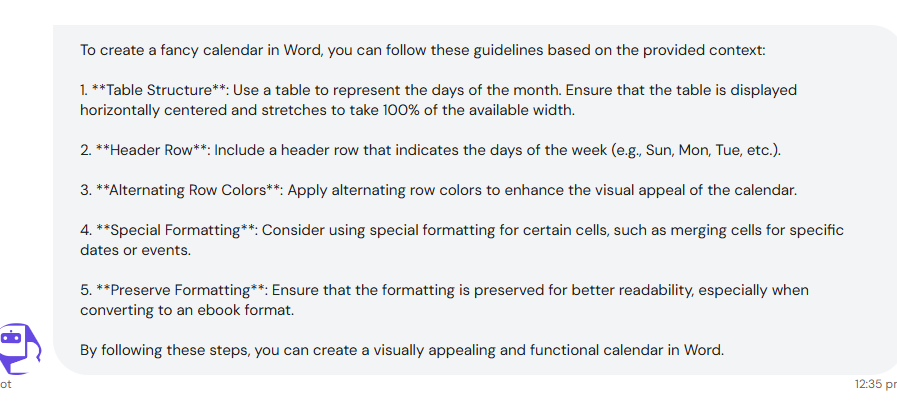 To create a fancy calendar in Word, you can follow these guidelines based on the provided context:
1. **Table Structure**: Use a table to represent the days of the month. Ensure that the table is displayed
horizontally centered and stretches to take 100% of the available width.
2. **Header Row**: Include a header row that indicates the days of the week (e.g., Sun, Mon, Tue, etc.).
3. **Alternating Row Colors**: Apply alternating row colors to enhance the visual appeal of the calendar.
4. **Special Formatting**: Consider using special formatting for certain cells, such as merging cells for specific
dates or events.
5. **Preserve Formatting**: Ensure that the formatting is preserved for better readability, especially when
converting to an ebook format.
By following these steps, you can create a visually appealing and functional calendar in Word.
ot
12:35 pr